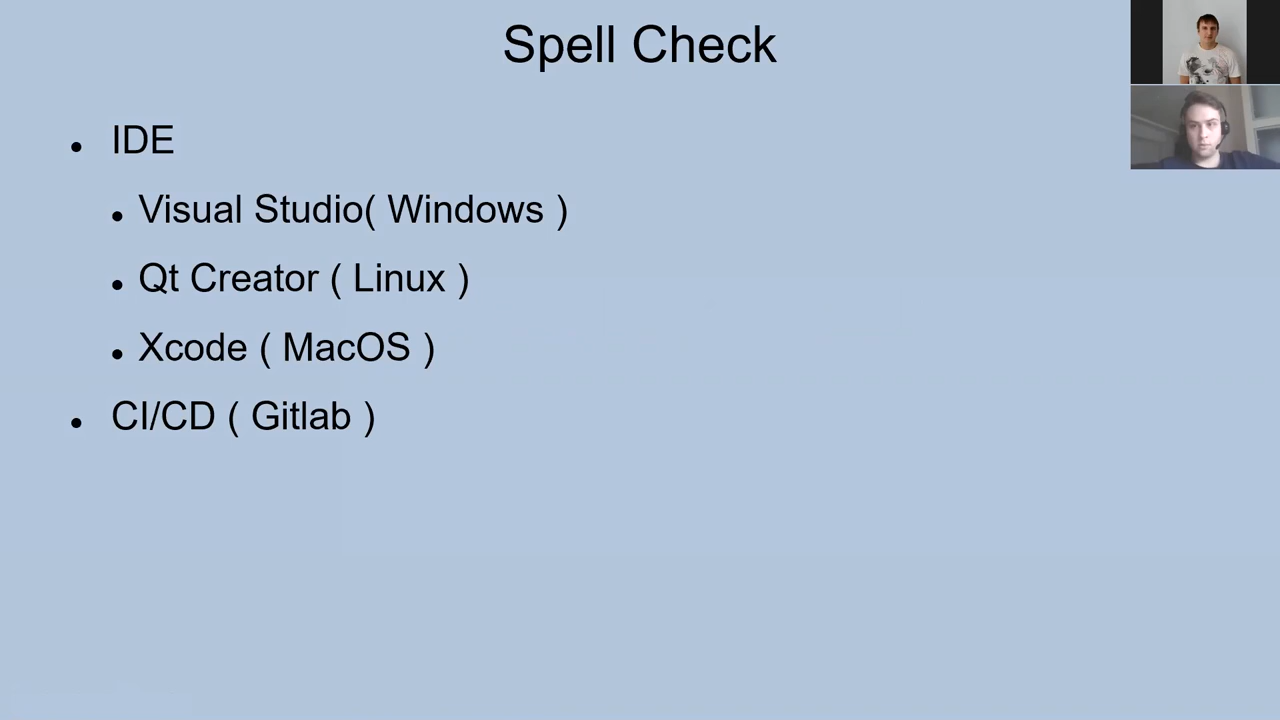 Spell Check
IDE
Visual Studio( Windows )
Qt Creator ( Linux )
Xcode ( MacOS )
CI/CD ( Gitlab )